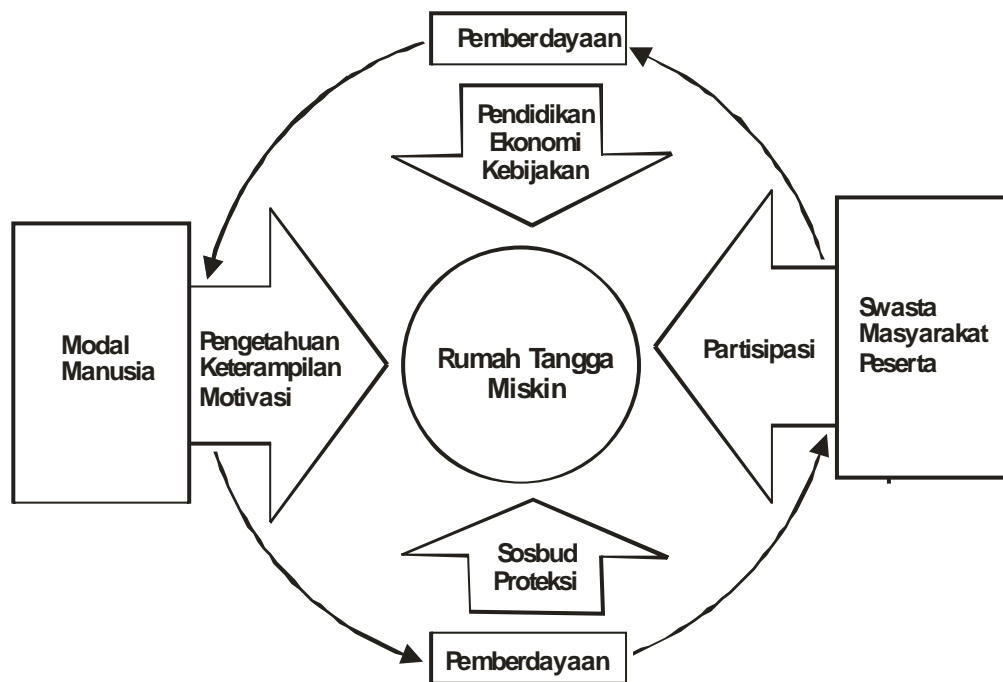 Pemberdayaan
Pendidikan
Ekonomi
Kebijakan
Modal
Manusia
Pengetahuan
Keterampilan
Motivasi
Rumah Tangga
Miskin
Partisipasi
Swasta
Masyarakat
Peserta
Sosbud
Proteksi
Pemberdayaan